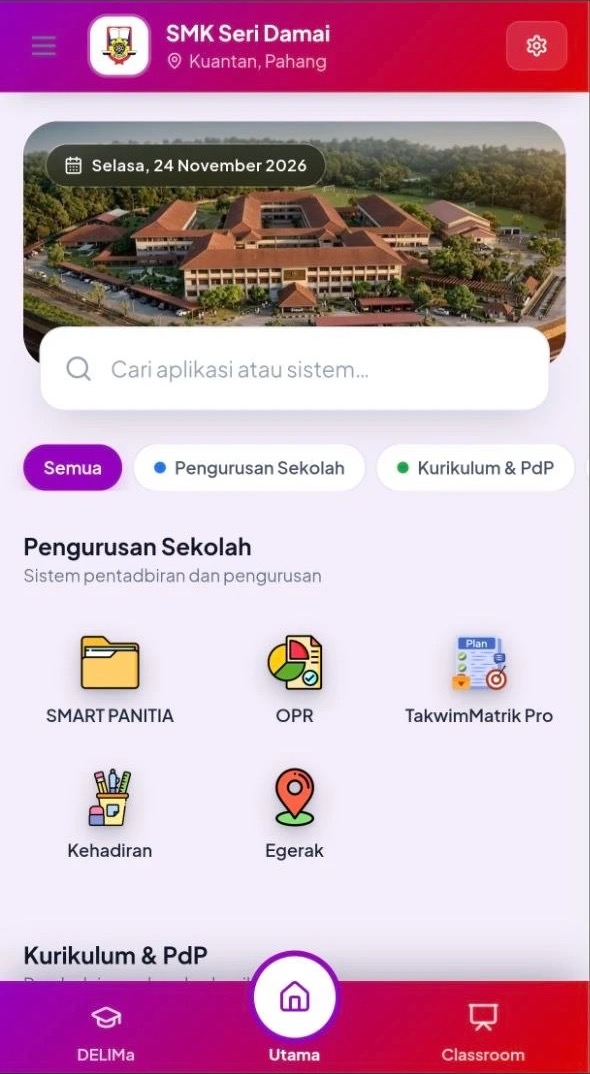 SMK Seri Damai
Kuantan, Pahang
Selasa, 24 November 2026
Cari aplikasi atau sistem...
Semua
Pengurusan Sekolah
Kurikulum & PdP
Pengurusan Sekolah
Sistem pentadbiran dan pengurusan
SMART PANITIA
OPR
Plan
TakwimMatrik Pro
Kehadiran
Egerak
Kurikulum & PdP
DELIMa
Utama
Classroom